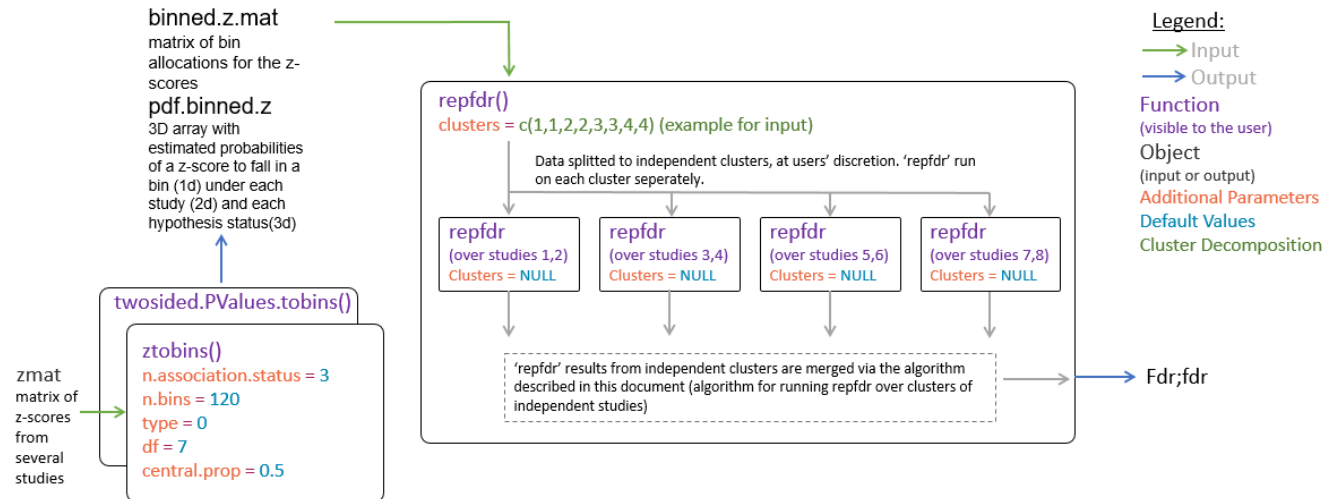 binned.z.mat
matrix of bin
allocations for the z-
scores
pdf.binned.z
3D array with
estimated probabilities
of a z-score to fall in a
bin (1d) under each
study (2d) and each
hypothesis status(3d)
twosided.PValues.tobins()
ztobins()
n.association.status = 3
n.bins = 120
type = 0
df = 7
central.prop = 0.5
zmat
matrix of
z-scores
from
several
studies
repfdr()
clusters = c(1,1,2,2,3,3,4,4) (example for input)
Data splitted to independent clusters, at users’ discretion. ‘repfdr’ run
on each cluster seperately.
repfdr
(over studies 1,2)
Clusters = NULL
repfdr
(over studies 3,4)
Clusters = NULL
repfdr
(over studies 5,6)
Clusters = NULL
repfdr
(over studies 7,8)
Clusters = NULL
‘repfdr’ results from independent clusters are merged via the algorithm
described in this document (algorithm for running repfdr over clusters of
independent studies)
Fdr;fdr
Legend:
Input
Output
Function
(visible to the user)
Object
(input or output)
Additional Parameters
Default Values
Cluster Decomposition